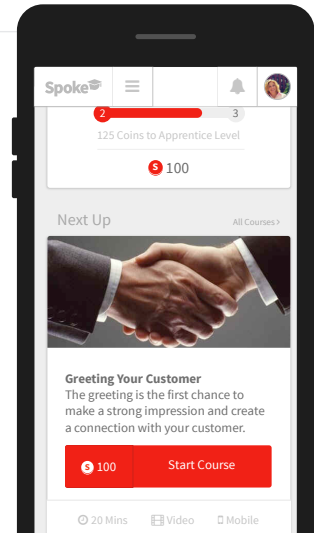 Spoke
2 3
125 Coins to Apprentice Level
S 100
Next Up All Courses >
Greeting Your Customer
The greeting is the first chance to
make a strong impression and create
a connection with your customer.
S 100 Start Course
20 Mins Video Mobile